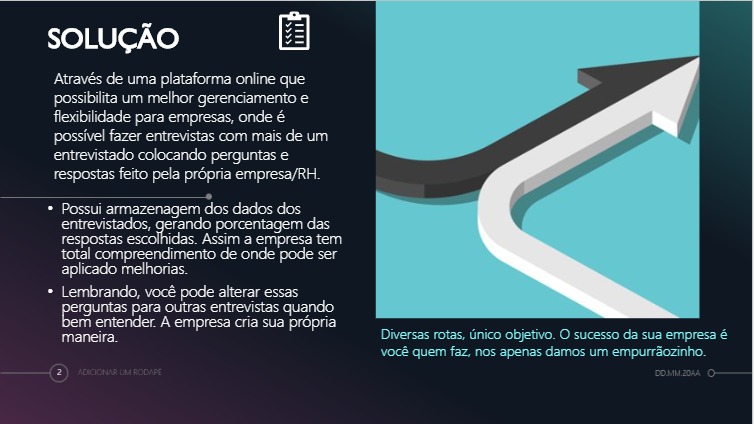 SOLUÇÃO
Através de uma plataforma online que
possibilita um melhor gerenciamento e
flexibilidade para empresas, onde é
possível fazer entrevistas com mais de um
entrevistado colocando perguntas e
respostas feito pela própria empresa/RH.
• Possui armazenagem dos dados dos
entrevistados, gerando porcentagem das
respostas escolhidas. Assim a empresa tem
total compreendimento de onde pode ser
aplicado melhorias.
• Lembrando, você pode alterar essas
perguntas para outras entrevistas quando
bem entender. A empresa cria sua própria
maneira.
Diversas rotas, único objetivo. O sucesso da sua empresa é
você quem faz, nos apenas damos um empurrãozinho.
2 ADICIONAR UM RODAPÉ
DD.MM.20AA